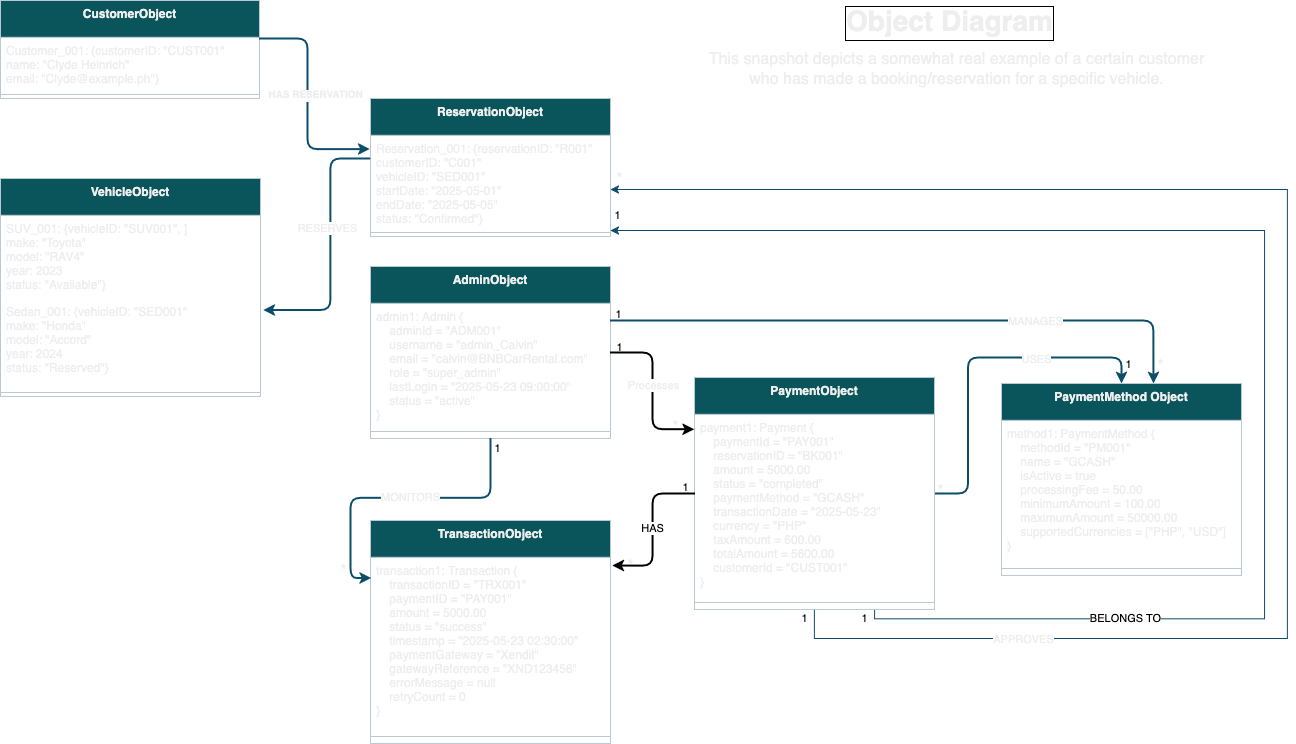 Object Diagram
This snapshot depicts a somewhat real example of a certain customer
who has made a booking/reservation for a specific vehicle.
CustomerObject
Customer_001: {customerID: "CUST001"
name: "Clyde Heinrich"
email: "Clyde@example.ph"}
HAS RESERVATION
ReservationObject
Reservation_001: {reservationID: "R001"
customerID: "C001"
vehicleID: "SED001"
startDate: "2025-05-01"
endDate: "2025-05-05"
status: "Confirmed"}
*
1
VehicleObject
SUV_001: {vehicleID: "SUV001", ]
make: "Toyota"
model: "RAV4"
year: 2023
status: "Available"}
Sedan_001: {vehicleID: "SED001"
make: "Honda"
model: "Accord"
year: 2024
status: "Reserved"}
RESERVES
AdminObject
admin1: Admin {
adminId = "ADM001"
username = "admin_Calvin"
email = "calvin@BNBCarRental.com"
role = "super_admin"
lastLogin = "2025-05-23 09:00:00"
status = "active"
}
1
MANAGES
*
1
Processes
USES
1
*
PaymentObject
payment1: Payment {
paymentId = "PAY001"
reservationID = "BK001"
amount = 5000.00
status = "completed"
paymentMethod = "GCASH"
transactionDate = "2025-05-23"
currency = "PHP"
taxAmount = 600.00
totalAmount = 5600.00
customerId = "CUST001"
}
PaymentMethod Object
method1: PaymentMethod {
methodId = "PM001"
name = "GCASH"
isActive = true
processingFee = 50.00
minimumAmount = 100.00
maximumAmount = 50000.00
supportedCurrencies = ["PHP", "USD"]
}
1
MONITORS
*
1
HAS
TransactionObject
transaction1: Transaction {
transactionID = "TRX001"
paymentID = "PAY001"
amount = 5000.00
status = "success"
timestamp = "2025-05-23 02:30:00"
paymentGateway = "Xendit"
gatewayReference = "XND123456"
errorMessage = null
retryCount = 0
}
1
1
BELONGS TO
APPROVES